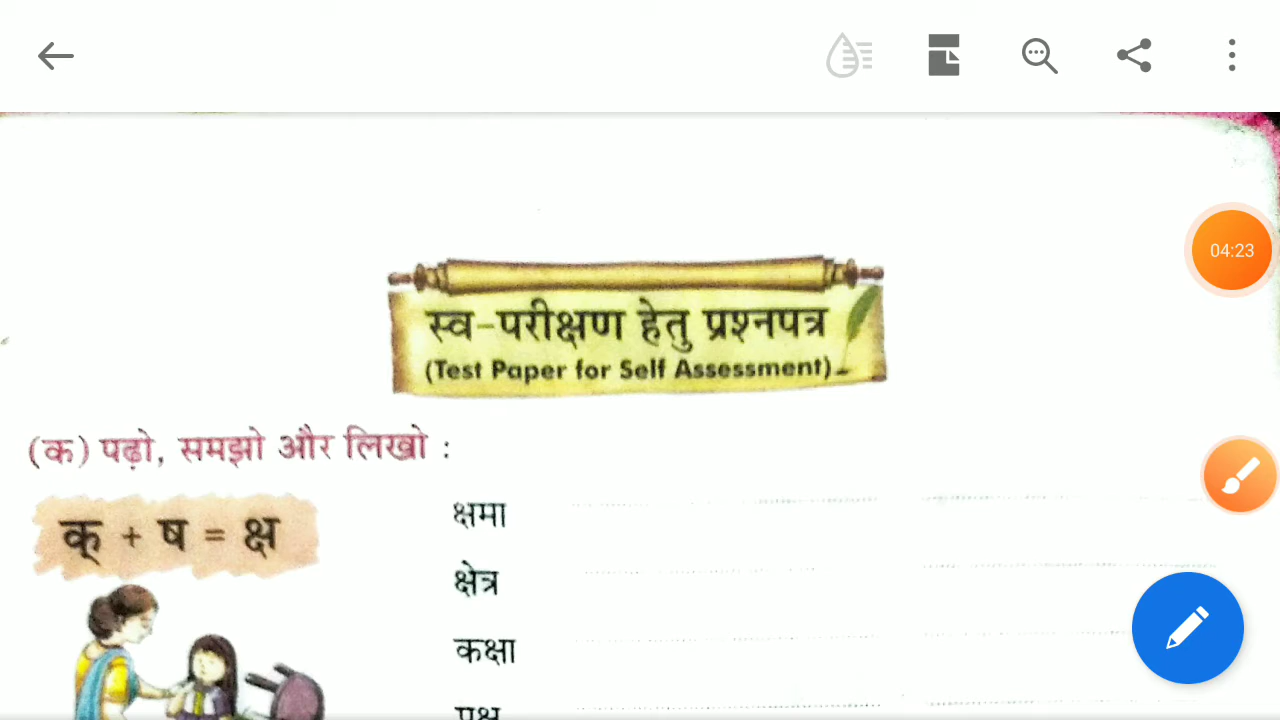 04:23
स्व-परीक्षण हेतु प्रश्नपत्र
(Test Paper for Self Assessment)
(क) पढ़ो, समझो और लिखो :
क् + ष = क्ष
क्षमा
क्षेत्र
कक्षा